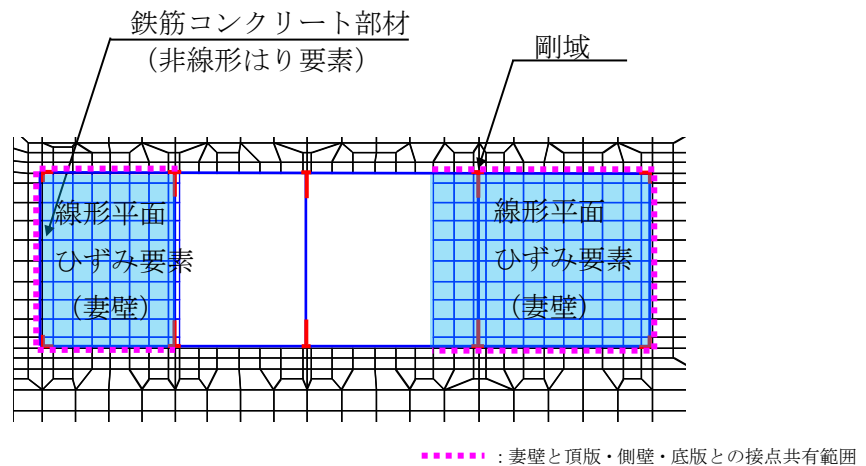 鉄筋コンクリート部材
（非線形はり要素）
剛域
線形平面
ひずみ要素
（妻壁）
線形平面
ひずみ要素
（妻壁）
：妻壁と頂版・側壁・底版との接点共有範囲